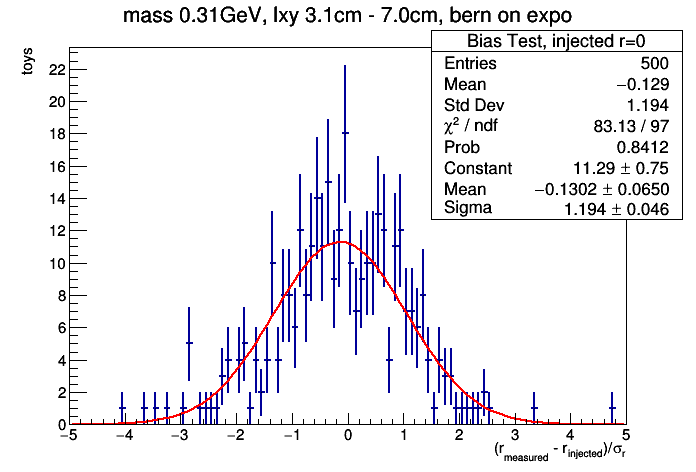 mass 0.31GeV, lxy 3.1cm - 7.0cm, bern on expo
Bias Test, injected r=0
Entries 500
Mean −0.129
Std Dev 1.194
χ² / ndf 83.13 / 97
Prob 0.8412
Constant 11.29 ± 0.75
Mean −0.1302 ± 0.0650
Sigma 1.194 ± 0.046
toys
22
20
18
16
14
12
10
8
6
4
2
0
−5 −4 −3 −2 −1 0 1 2 3 4 5
(r_measured - r_injected)/σ_r